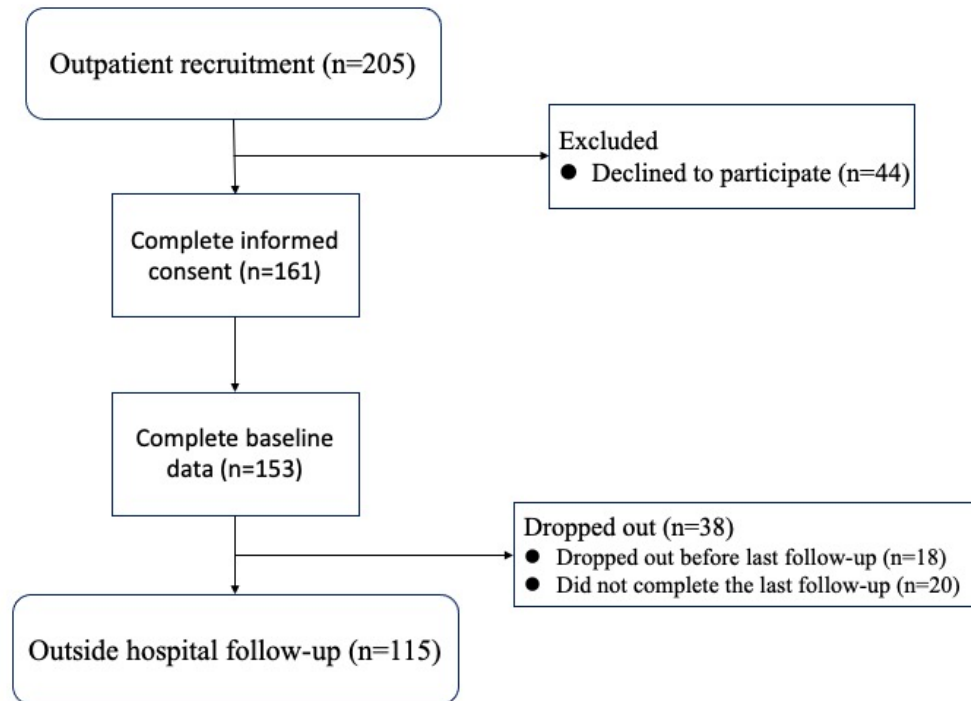 Outpatient recruitment (n=205)
Excluded
● Declined to participate (n=44)
Complete informed
consent (n=161)
Complete baseline
data (n=153)
Dropped out (n=38)
● Dropped out before last follow-up (n=18)
● Did not complete the last follow-up (n=20)
Outside hospital follow-up (n=115)